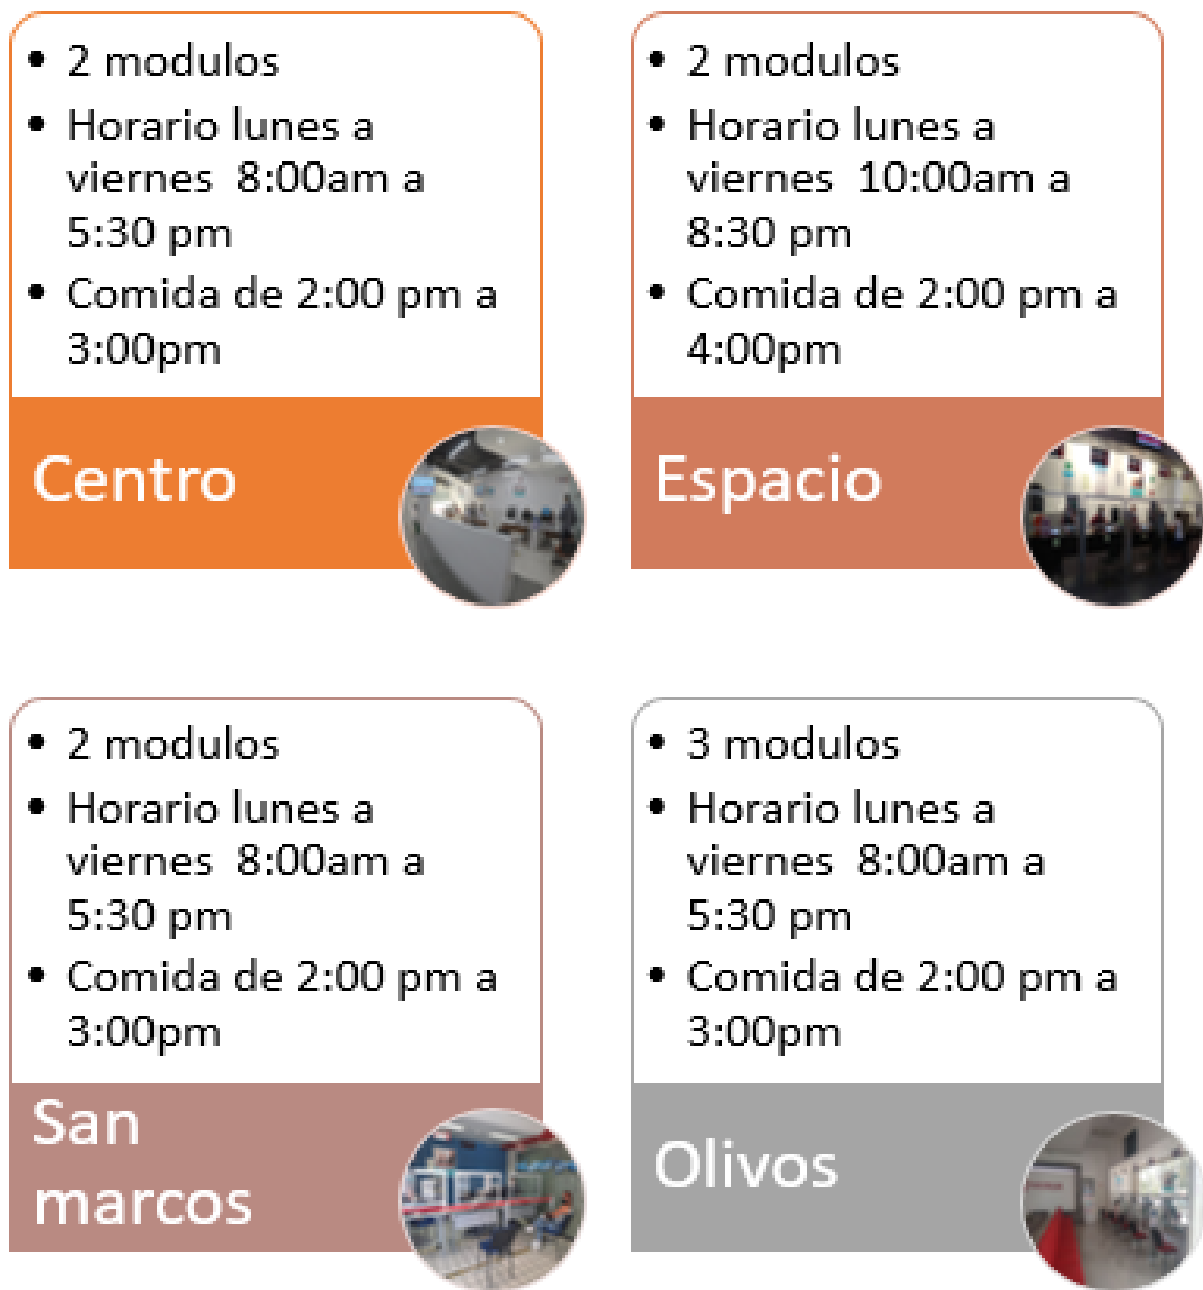 • 2 modulos
• Horario lunes a
viernes  8:00am a
5:30 pm
• Comida de 2:00 pm a
3:00pm
Centro
• 2 modulos
• Horario lunes a
viernes  10:00am a
8:30 pm
• Comida de 2:00 pm a
4:00pm
Espacio
• 2 modulos
• Horario lunes a
viernes  8:00am a
5:30 pm
• Comida de 2:00 pm a
3:00pm
San
marcos
• 3 modulos
• Horario lunes a
viernes  8:00am a
5:30 pm
• Comida de 2:00 pm a
3:00pm
Olivos